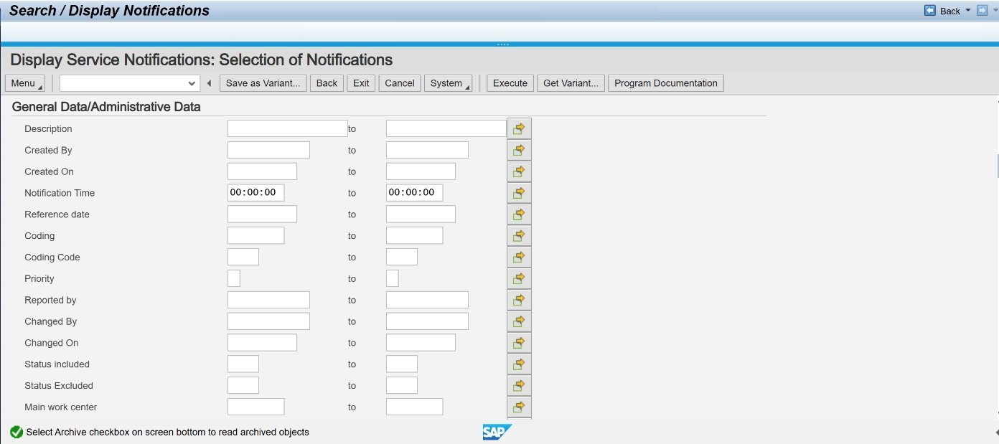 Search / Display Notifications
Back
Display Service Notifications: Selection of Notifications
Menu Save as Variant... Back Exit Cancel System Execute Get Variant... Program Documentation
General Data/Administrative Data
Description to
Created By to
Created On to
Notification Time 00:00:00 to 00:00:00
Reference date to
Coding to
Coding Code to
Priority to
Reported by to
Changed By to
Changed On to
Status included to
Status Excluded to
Main work center to
Select Archive checkbox on screen bottom to read archived objects SAP